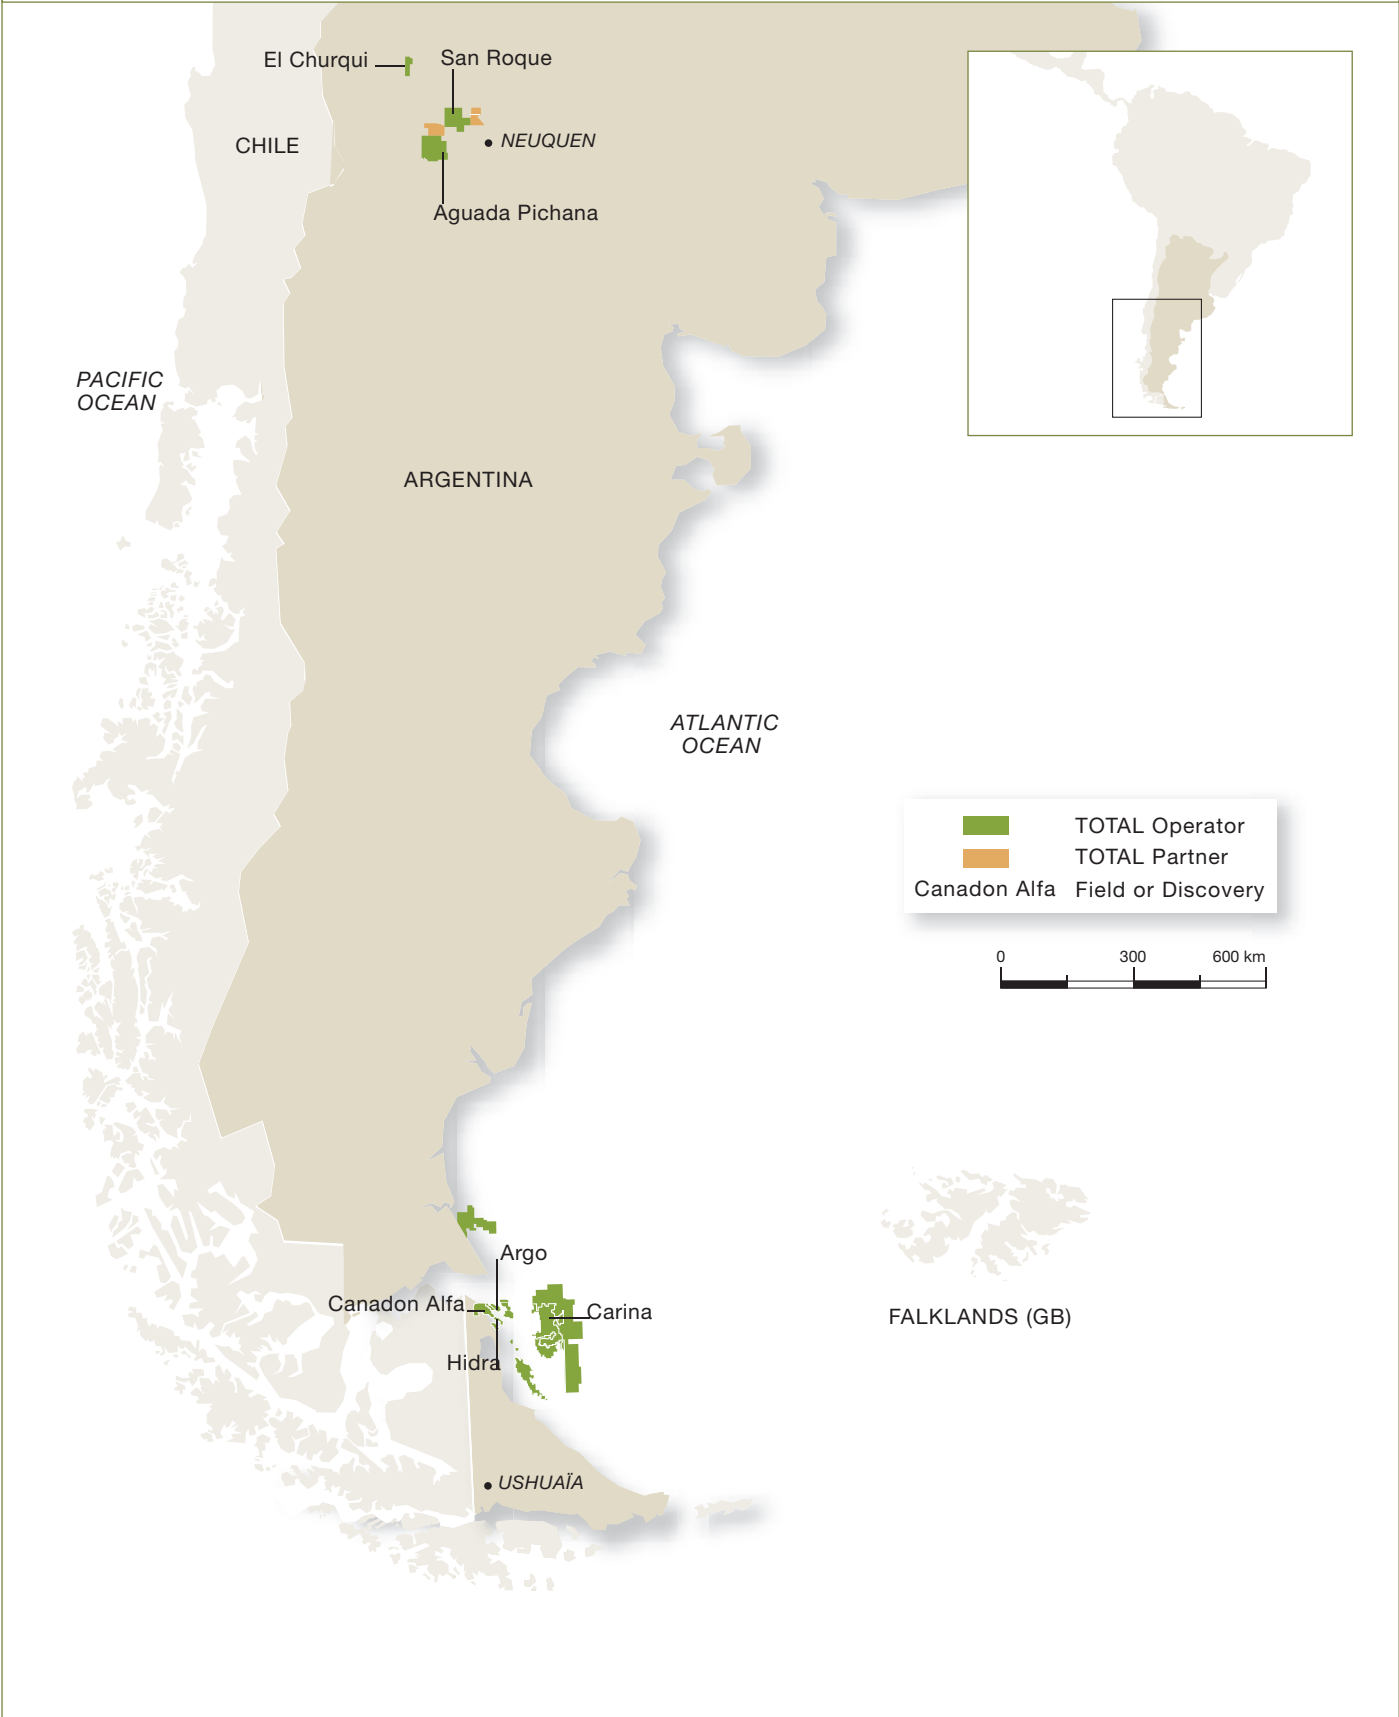 El Churqui
San Roque
CHILE
NEUQUEN
Aguada Pichana
PACIFIC
OCEAN
ARGENTINA
ATLANTIC
OCEAN
TOTAL Operator
TOTAL Partner
Canadon Alfa Field or Discovery
0 300 600 km
Argo
Canadon Alfa
Carina
FALKLANDS (GB)
Hidra
USHUAÏA